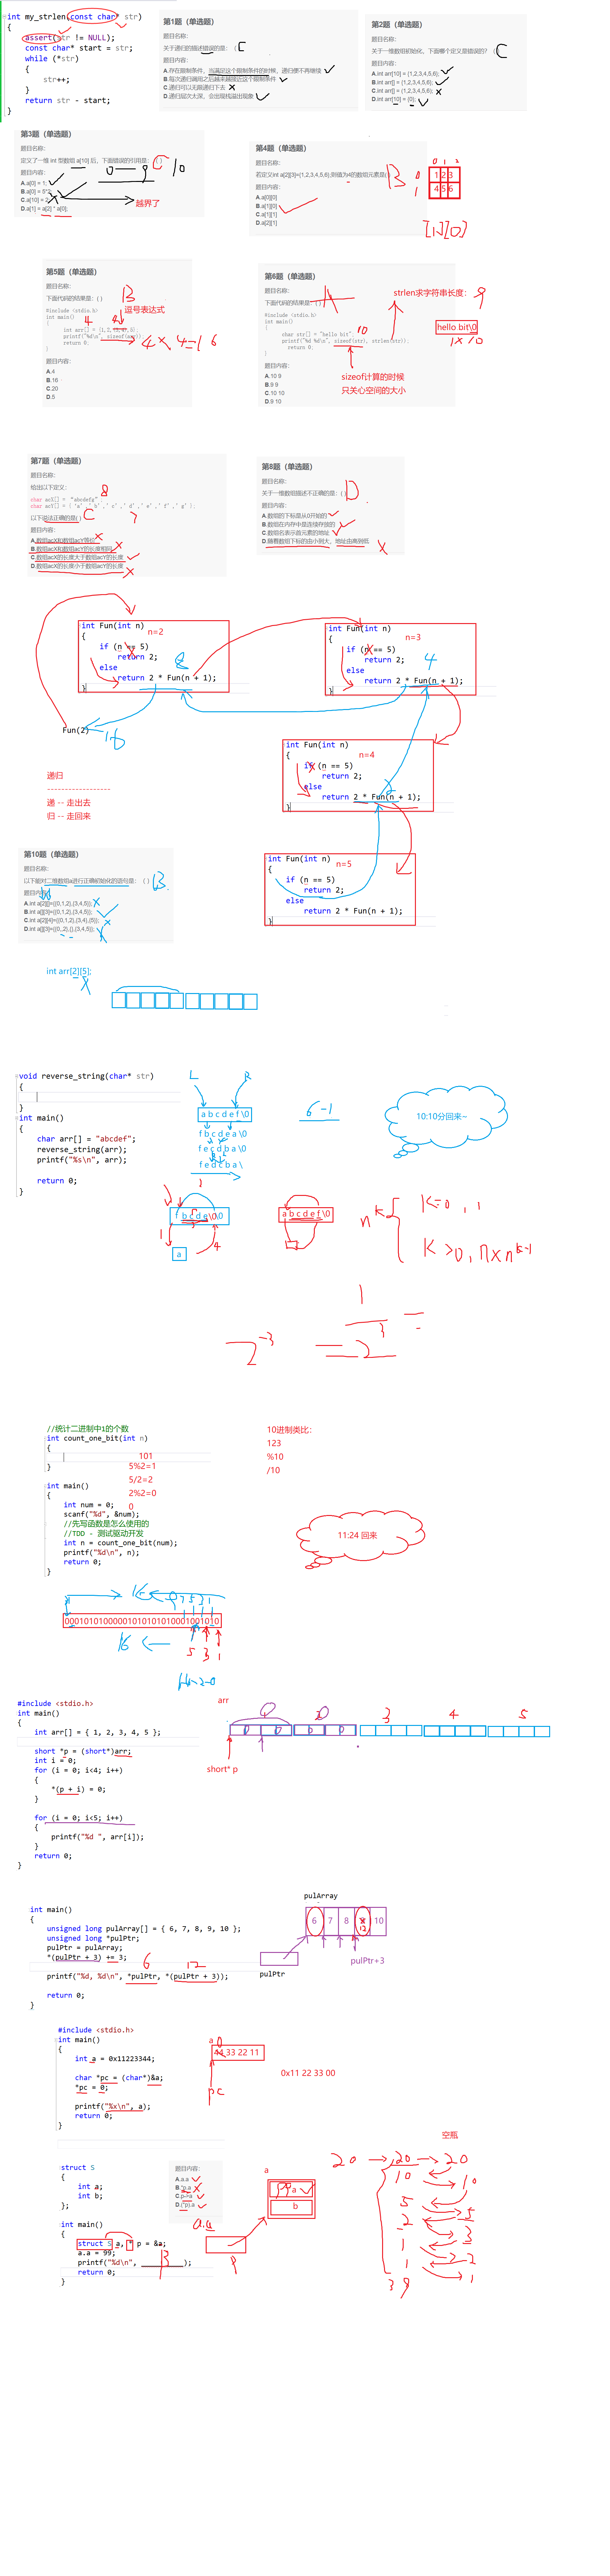 int my_strlen(const char* str)
{
assert(str != NULL);
const char* start = str;
while (*str)
{
str++;
}
return str - start;
}
第1题（单选题）
题目名称:
关于递归的描述错误的是：（ ） C
题目内容:
A.存在限制条件，当满足这个限制条件的时候，递归便不再继续
B.每次递归调用之后越来越接近这个限制条件
C.递归可以无限递归下去
D.递归层次太深，会出现栈溢出现象
第2题（单选题）
题目名称:
关于一维数组初始化，下面哪个定义是错误的？（ ） C
题目内容:
A.int arr[10] = {1,2,3,4,5,6};
B.int arr[] = {1,2,3,4,5,6};
C.int arr[] = (1,2,3,4,5,6);
D.int arr[10] = {0};
第3题（单选题）
题目名称:
定义了一维 int 型数组 a[10] 后，下面错误的引用是：（ ） C
0 — 9 10
题目内容:
A.a[0] = 1;
B.a[0] = 5*2;
C.a[10] = 2;
越界了
D.a[1] = a[2] * a[0];
第4题（单选题）
题目名称:
若定义int a[2][3]={1,2,3,4,5,6};则值为4的数组元素是( ) B
题目内容:
A.a[0][0]
B.a[1][0]
C.a[1][1]
D.a[2][1]
0 1 2
0 1 2 3
1 4 5 6
[1][0]
第5题（单选题）
题目名称:
下面代码的结果是：( ) B
逗号表达式
#include <stdio.h>
int main()
{
int arr[] = {1,2,(3,4),5};
printf("%d\n", sizeof(arr));
return 0;
}
4 4
4 × 4 = 16
题目内容:
A.4
B.16
C.20
D.5
第6题（单选题）
题目名称:
下面代码的结果是：( ) A
#include <stdio.h>
int main()
{
char str[] = "hello bit";
printf("%d %d\n", sizeof(str), strlen(str));
return 0;
}
10
strlen求字符串长度： 9
hello bit\0
1×10
sizeof计算的时候
只关心空间的大小
题目内容:
A.10 9
B.9 9
C.10 10
D.9 10
第7题（单选题）
题目名称:
给出以下定义：
char acX[] = "abcdefg";
char acY[] = {'a','b','c','d','e','f','g'};
8
7
以下说法正确的是( ) C
题目内容:
A.数组acX和数组acY等价
B.数组acX和数组acY的长度相同
C.数组acX的长度大于数组acY的长度
D.数组acX的长度小于数组acY的长度
第8题（单选题）
题目名称:
关于一维数组描述不正确的是：( ) D
题目内容:
A.数组的下标是从0开始的
B.数组在内存中是连续存放的
C.数组名表示首元素的地址
D.随着数组下标的由小到大，地址由高到低
int Fun(int n)
{
n=2
if (n == 5)
return 2;
else
return 2 * Fun(n + 1);
}
8
Fun(2)
16
int Fun(int n)
{
n=3
if (n == 5)
return 2;
else
return 2 * Fun(n + 1);
}
4
int Fun(int n)
{
n=4
if (n == 5)
return 2;
else
return 2 * Fun(n + 1);
}
2
int Fun(int n)
{
n=5
if (n == 5)
return 2;
else
return 2 * Fun(n + 1);
}
递归
-----------------
递 -- 走出去
归 -- 走回来
第10题（单选题）
题目名称:
以下能对二维数组a进行正确初始化的语句是：（ ） B
题目内容:
A.int a[2][]={{0,1,2},{3,4,5}};
B.int a[][3]={{0,1,2},{3,4,5}};
C.int a[2][4]={{0,1,2},{3,4},{5}};
D.int a[][3]={{0,,2},{},{3,4,5}};
int arr[2][5];
void reverse_string(char* str)
{
}
int main()
{
char arr[] = "abcdef";
reverse_string(arr);
printf("%s\n", arr);
return 0;
}
L R
a b c d e f \0
f b c d e a \0
f e c d b a \0
f e d c b a \
6-1
10:10分回来~
f b c d e \0 \0
a
1
4
a b c d e f \0
n^k
k=0 , 1
k>0, n×n^k-1
2^-3 = 1 / 2^3 =
//统计二进制中1的个数
int count_one_bit(int n)
{
}
101
5%2=1
5/2=2
2%2=0
0
10进制类比:
123
%10
/10
int main()
{
int num = 0;
scanf("%d", &num);
//先写函数是怎么使用的
//TDD - 测试驱动开发
int n = count_one_bit(num);
printf("%d\n", n);
return 0;
}
11:24 回来
00010101000001010101010001001010
16
5 3 1
#include <stdio.h>
int main()
{
int arr[] = { 1, 2, 3, 4, 5 };
short *p = (short*)arr;
int i = 0;
for (i = 0; i<4; i++)
{
*(p + i) = 0;
}
for (i = 0; i<5; i++)
{
printf("%d ", arr[i]);
}
return 0;
}
arr
0 0 3 4 5
0 0 0 0
short* p
int main()
{
unsigned long pulArray[] = { 6, 7, 8, 9, 10 };
unsigned long *pulPtr;
pulPtr = pulArray;
*(pulPtr + 3) += 3;
6 12
printf("%d, %d\n", *pulPtr, *(pulPtr + 3));
return 0;
}
pulArray
6 7 8 12 10
pulPtr+3
pulPtr
#include <stdio.h>
int main()
{
int a = 0x11223344;
char *pc = (char*)&a;
*pc = 0;
printf("%x\n", a);
return 0;
}
a 0
44 33 22 11
pc
0x11 22 33 00
struct S
{
int a;
int b;
};
int main()
{
struct S a, * p = &a;
a.a = 99;
printf("%d\n", ________);
return 0;
}
题目内容:
A.a.a
B.*p.a
C.p->a
D.(*p).a
a.a
B
a
99 a
b
p
空瓶
20 20 20
10 10
5 5
2 3
1 2
1 1
39